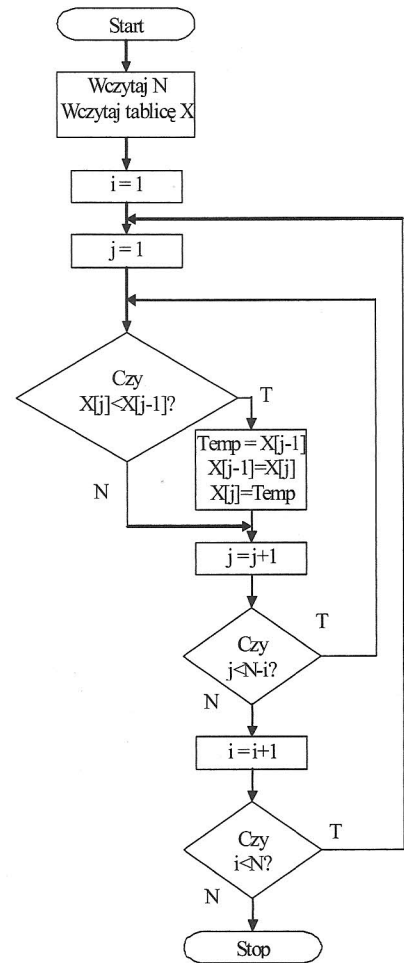 Start
Wczytaj N
Wczytaj tablicę X
i = 1
j = 1
Czy
X[j]<X[j-1]?
T
N
Temp = X[j-1]
X[j-1]=X[j]
X[j]=Temp
j = j+1
Czy
j<N-i?
T
N
i = i+1
Czy
i<N?
T
N
Stop